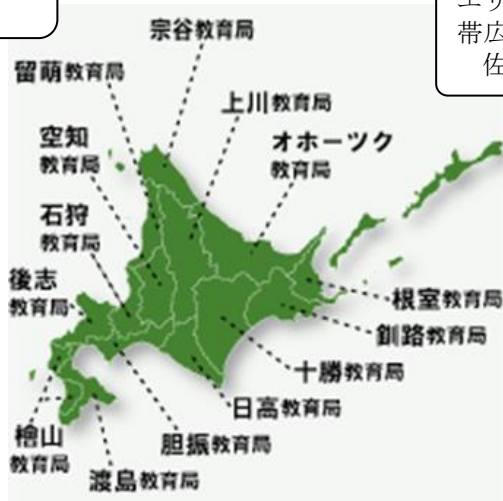 エリ
帯広
佐
宗谷教育局
留萌教育局
上川教育局
空知
教育局
オホーツク
教育局
石狩
教育局
後志
教育局
根室教育局
釧路教育局
十勝教育局
日高教育局
胆振教育局
檜山
教育局
渡島教育局